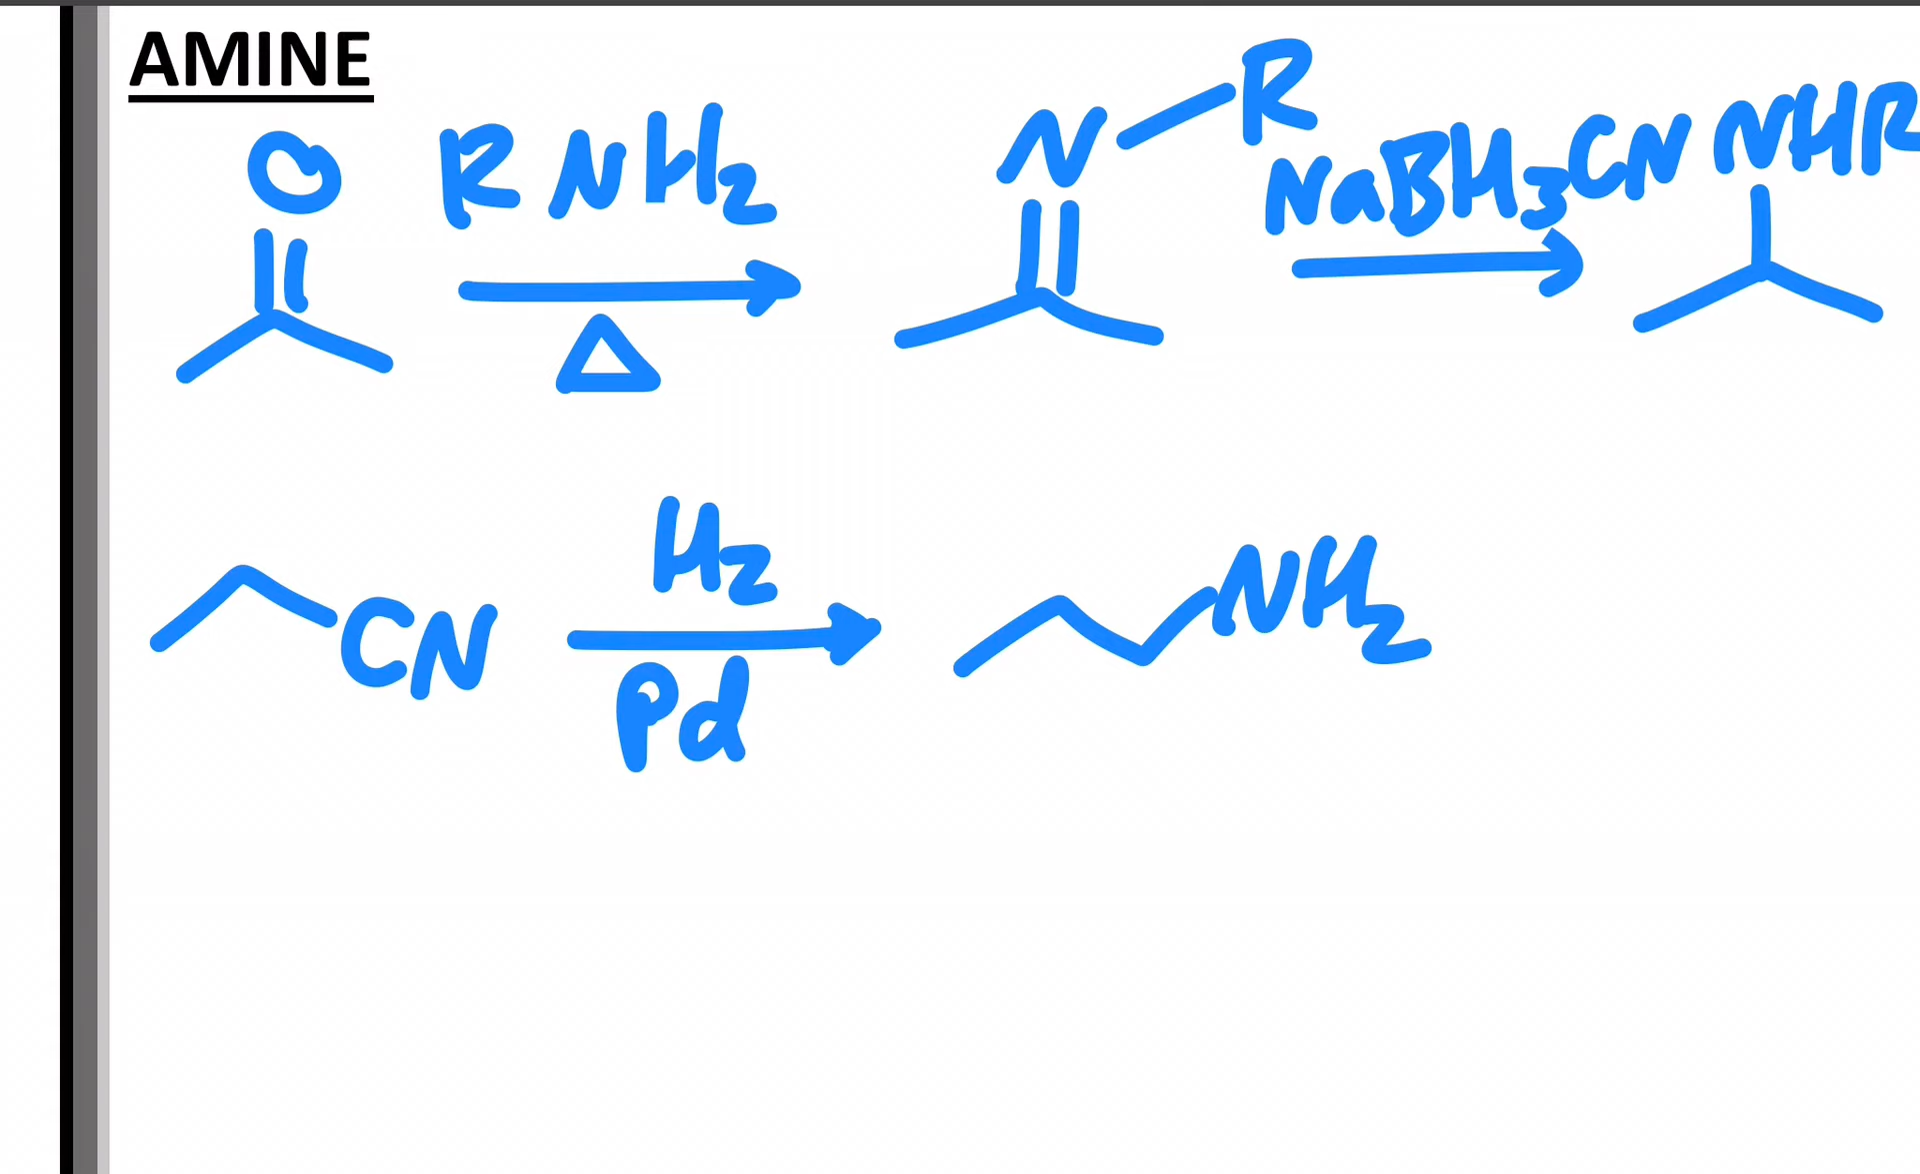 AMINE
O RNH2 N R NaBH3CN NHR
Δ
CN H2 NH2
Pd